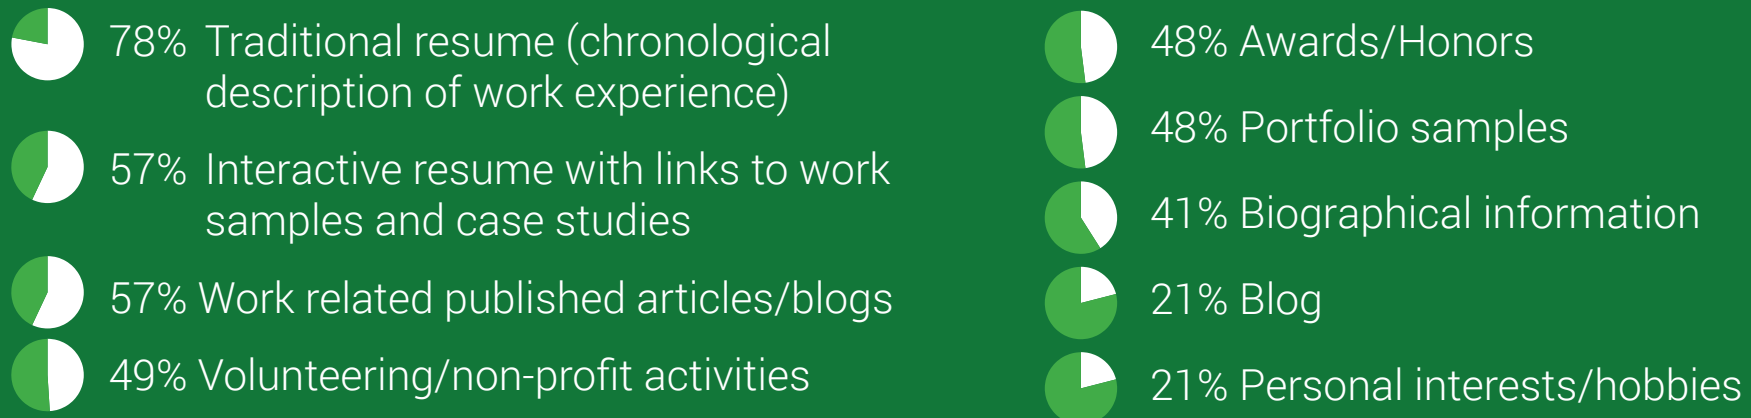 78% Traditional resume (chronological
description of work experience)
57% Interactive resume with links to work
samples and case studies
57% Work related published articles/blogs
49% Volunteering/non-profit activities
48% Awards/Honors
48% Portfolio samples
41% Biographical information
21% Blog
21% Personal interests/hobbies